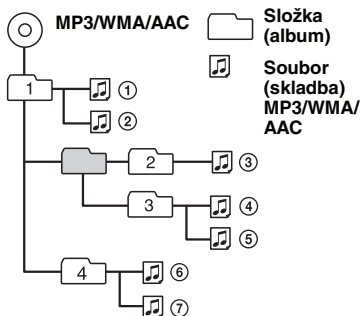 MP3/WMA/AAC
Složka
(album)
Soubor
(skladba)
MP3/WMA/
AAC
1
①
②
2
③
3
④
⑤
4
⑥
⑦